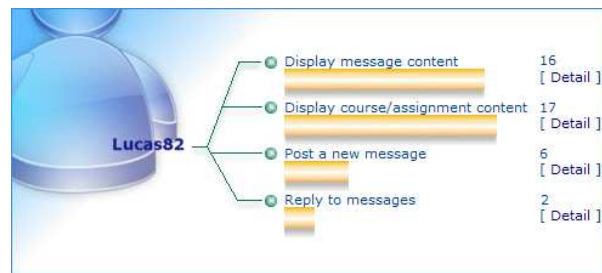 Display message content 16
[ Detail ]
Display course/assignment content 17
[ Detail ]
Lucas82
Post a new message 6
[ Detail ]
Reply to messages 2
[ Detail ]